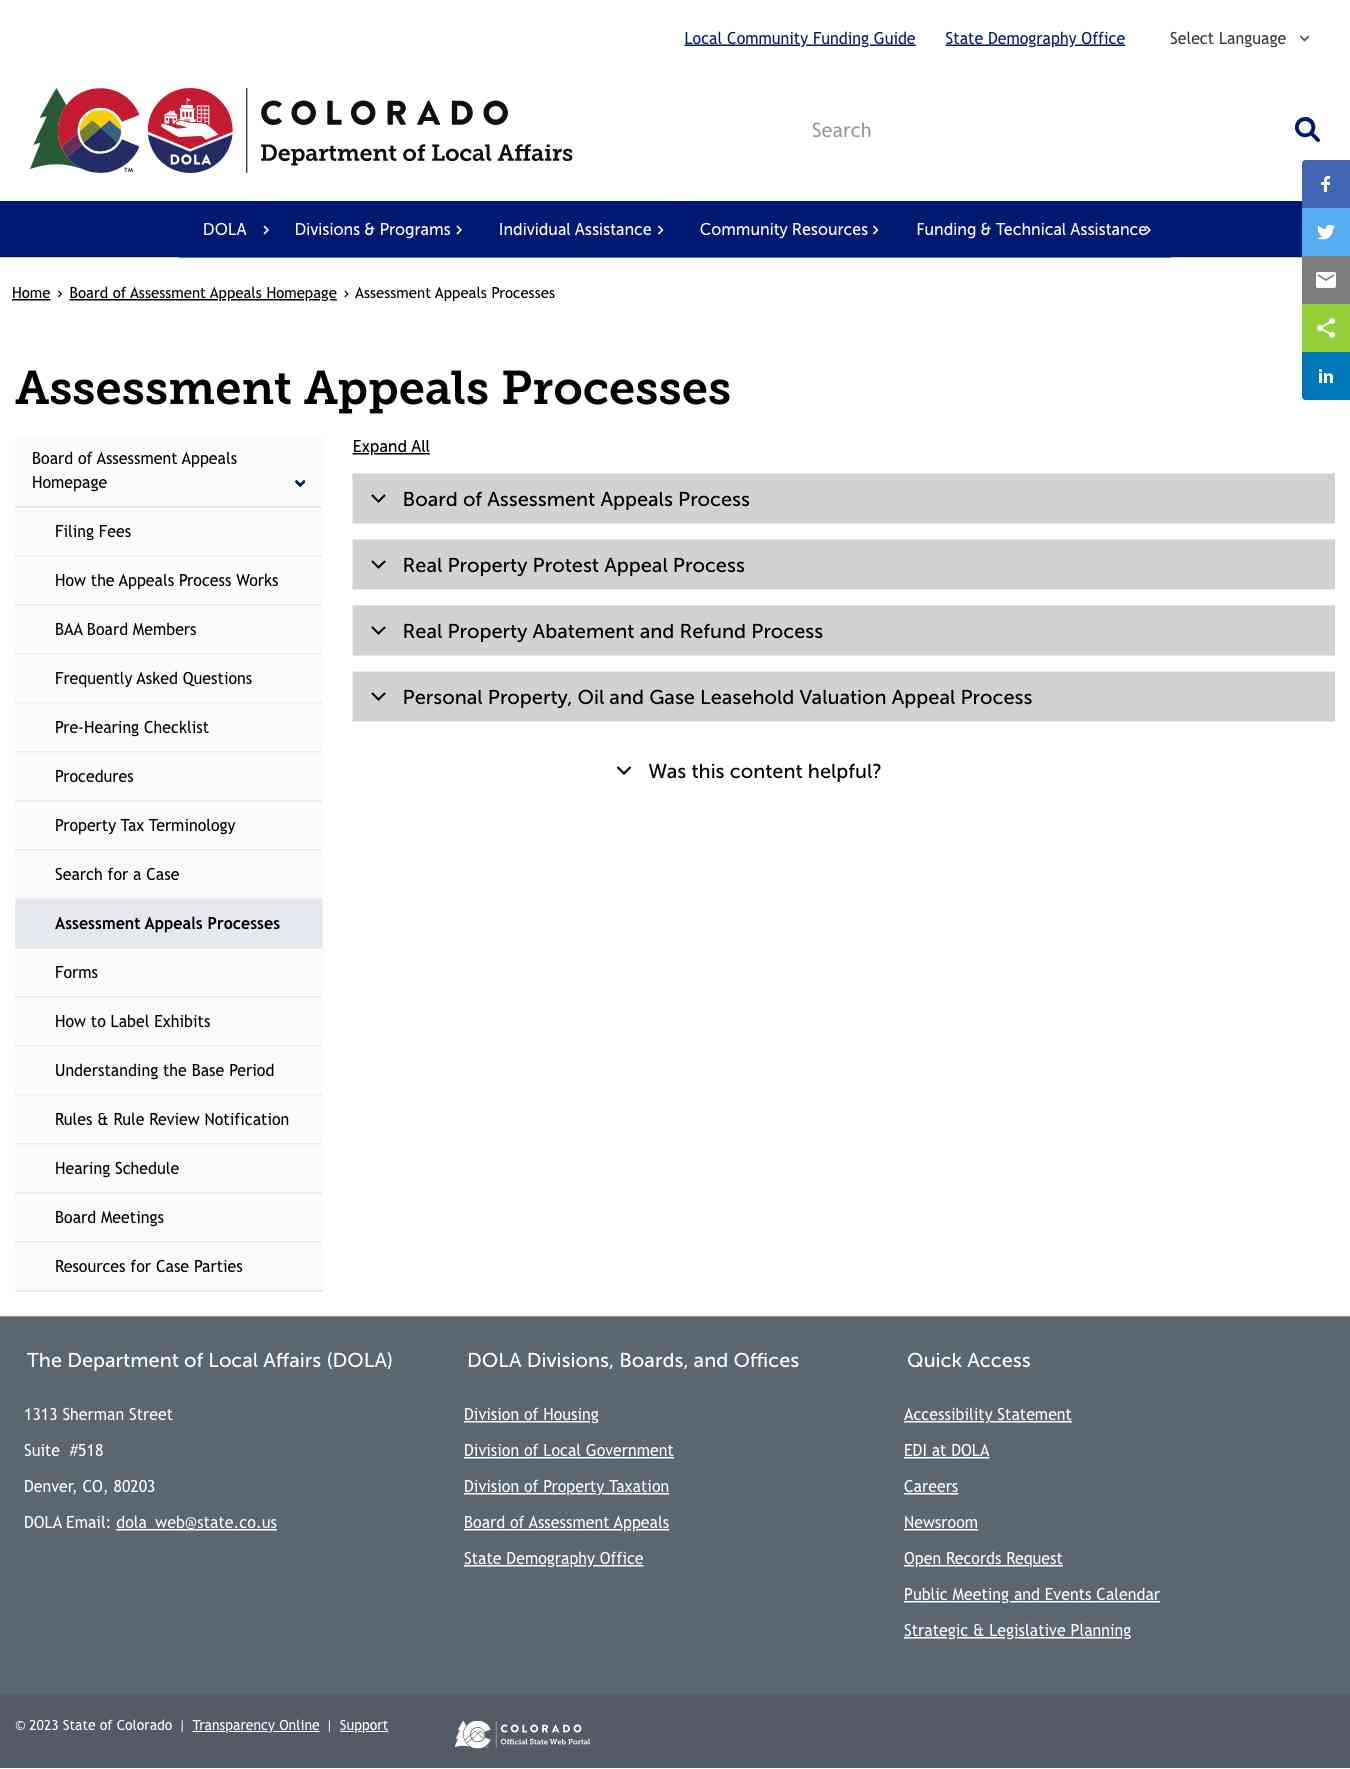 Local Community Funding Guide State Demography Office Select Language
COLORADO
Department of Local Affairs
DOLA
TM
Search
DOLA Divisions & Programs Individual Assistance Community Resources Funding & Technical Assistance
Home › Board of Assessment Appeals Homepage › Assessment Appeals Processes
Assessment Appeals Processes
Board of Assessment Appeals
Homepage
Filing Fees
How the Appeals Process Works
BAA Board Members
Frequently Asked Questions
Pre-Hearing Checklist
Procedures
Property Tax Terminology
Search for a Case
Assessment Appeals Processes
Forms
How to Label Exhibits
Understanding the Base Period
Rules & Rule Review Notification
Hearing Schedule
Board Meetings
Resources for Case Parties
Expand All
Board of Assessment Appeals Process
Real Property Protest Appeal Process
Real Property Abatement and Refund Process
Personal Property, Oil and Gase Leasehold Valuation Appeal Process
Was this content helpful?
The Department of Local Affairs (DOLA)
1313 Sherman Street
Suite #518
Denver, CO, 80203
DOLA Email: dola_web@state.co.us
DOLA Divisions, Boards, and Offices
Division of Housing
Division of Local Government
Division of Property Taxation
Board of Assessment Appeals
State Demography Office
Quick Access
Accessibility Statement
EDI at DOLA
Careers
Newsroom
Open Records Request
Public Meeting and Events Calendar
Strategic & Legislative Planning
© 2023 State of Colorado | Transparency Online | Support
COLORADO
Official State Web Portal